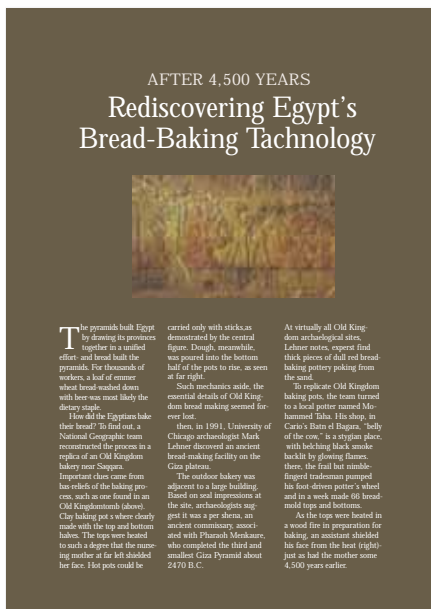 AFTER 4,500 YEARS
Rediscovering Egypt's
Bread-Baking Tachnology
The pyramids built Egypt
by drawing its provinces
together in a unified
effort- and bread built the
pyramids. For thousands of
workers, a loaf of emmer
wheat bread-washed down
with beer-was most likely the
dietary staple.
How did the Egyptians bake
their bread? To find out, a
National Geographic team
reconstructed the process in a
replica of an Old Kingdom
bakery near Saqqara.
Important clues came from
bas-reliefs of the baking pro-
cess, such as one found in an
Old Kingdomtomb (above).
Clay baking pot s where clearly
made with the top and bottom
halves. The tops were heated
to such a degree that the nurse-
ing mother at far left shielded
her face. Hot pots could be
carried only with sticks,as
demonstrated by the central
figure. Dough, meanwhile,
was poured into the bottom
half of the pots to rise, as seen
at far right.
Such mechanics aside, the
essential details of Old King-
dom bread making seemed for-
ever lost.
then, in 1991, University of
Chicago archaeologist Mark
Lehner discovered an ancient
bread-making facility on the
Giza plateau.
The outdoor bakery was
adjacent to a large building.
Based on seal impressions at
the site, archaeologists sug-
gest it was a per shena, an
ancient commissary, associ-
ated with Pharaoh Menkaure,
who completed the third and
smallest Giza Pyramid about
2470 B.C.
At virtually all Old King-
dom archaelogical sites,
Lehner notes, experst find
thick pieces of dull red bread-
baking pottery poking from
the sand.
To replicate Old Kingdom
baking pots, the team turned
to a local potter named Mo-
hammed Taha. His shop, in
Cario's Batn el Bagara, "belly
of the cow," is a stygian place,
with belching black smoke
backlit by glowing flames.
there, the frail but nimble-
fingerd tradesman pumped
his foot-driven potter's wheel
and in a week made 66 bread-
mold tops and bottoms.
As the tops were heated in
a wood fire in preparation for
baking, an assistant shielded
his face from the heat (right)-
just as had the mother some
4,500 years earlier.